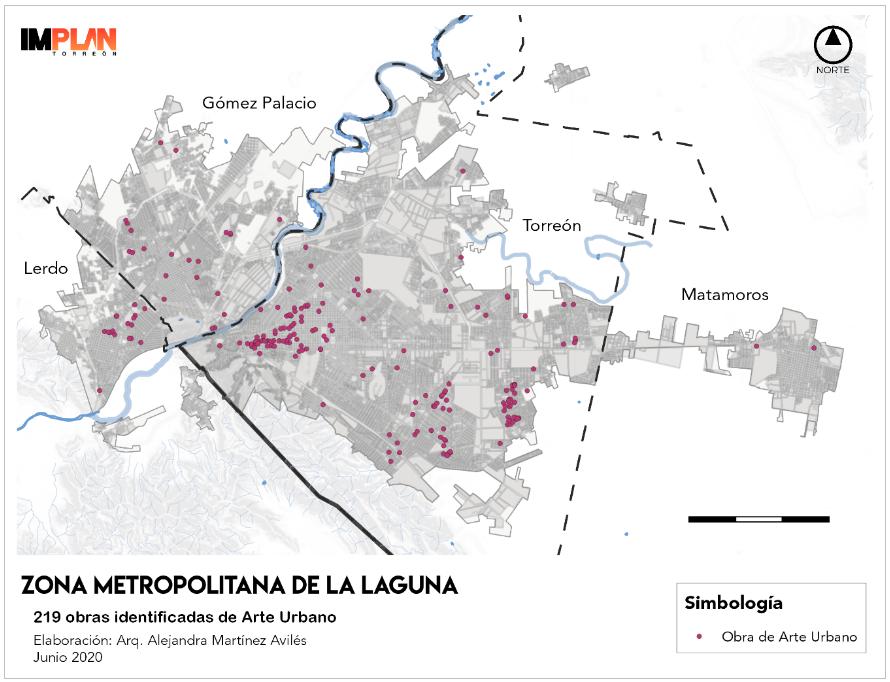 IMPLAN
TORREÓN
NORTE
Gómez Palacio
Torreón
Lerdo
Matamoros
ZONA METROPOLITANA DE LA LAGUNA
219 obras identificadas de Arte Urbano
Elaboración: Arq. Alejandra Martínez Avilés
Junio 2020
Simbología
Obra de Arte Urbano